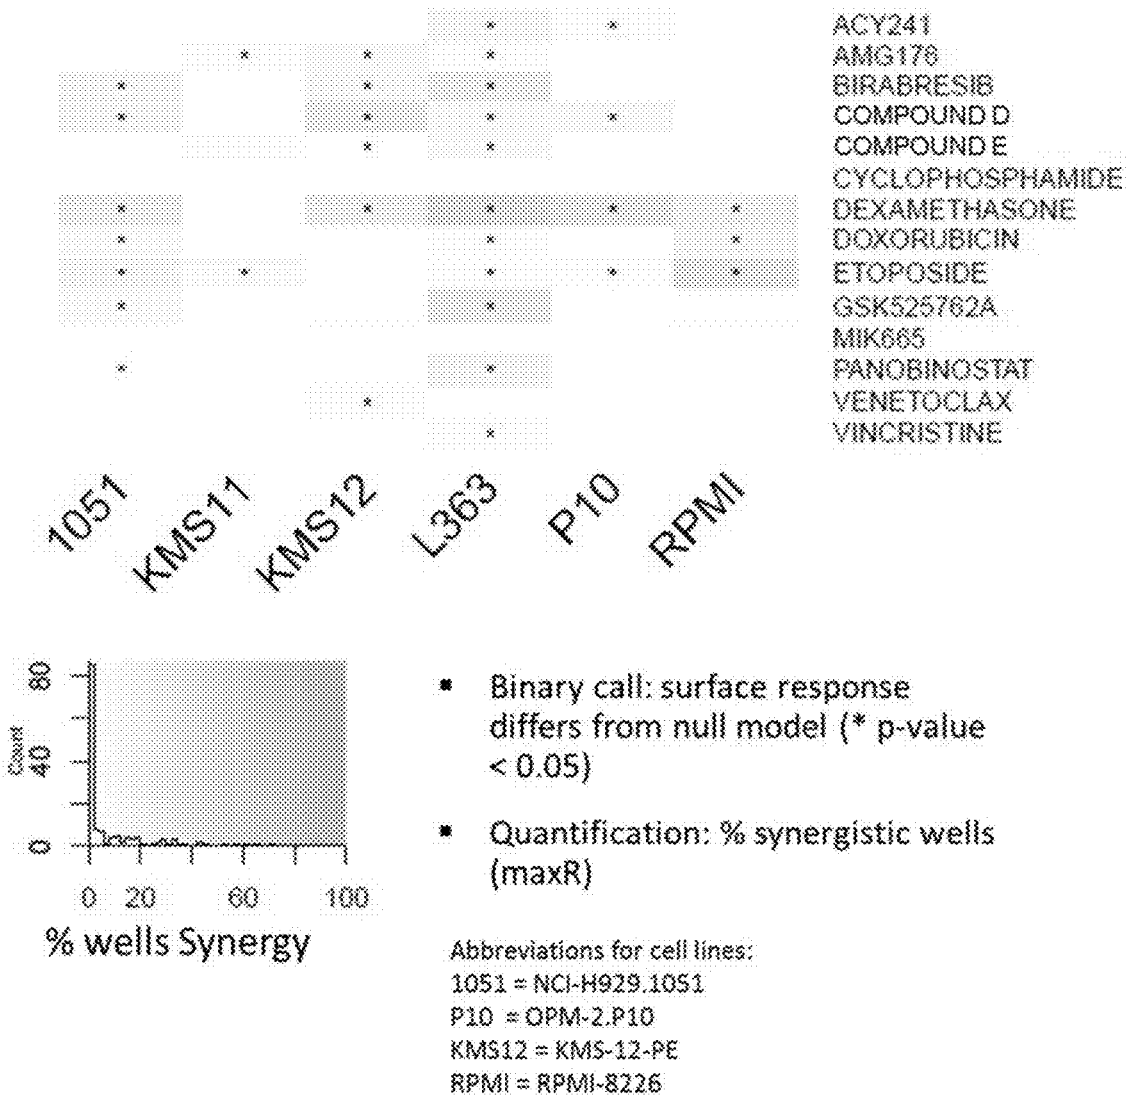 ACY241
AMG176
BIRABRESIB
COMPOUND D
COMPOUND E
CYCLOPHOSPHAMIDE
DEXAMETHASONE
DOXORUBICIN
ETOPOSIDE
GSK525762A
MIK665
PANOBINOSTAT
VENETOCLAX
VINCRISTINE
1051 KMS11 KMS12 L363 P10 RPMI
Count
0 40 80
0 20 60 100
% wells Synergy
▪ Binary call: surface response
differs from null model (* p-value
< 0.05)
▪ Quantification: % synergistic wells
(maxR)
Abbreviations for cell lines:
1051 = NCI-H929.1051
P10 = OPM-2.P10
KMS12 = KMS-12-PE
RPMI = RPMI-8226